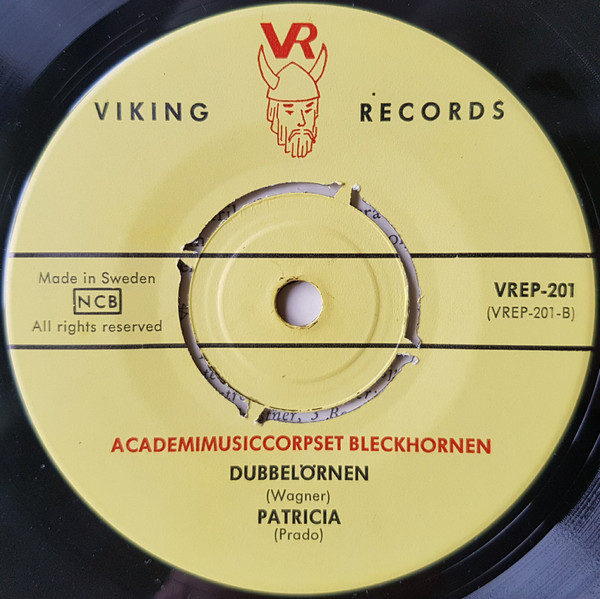 VR
VIKING RECORDS
Made in Sweden
NCB
All rights reserved
VREP-201
(VREP-201-B)
ACADEMIMUSICCORPSET BLECKHORNEN
DUBBELÖRNEN
(Wagner)
PATRICIA
(Prado)